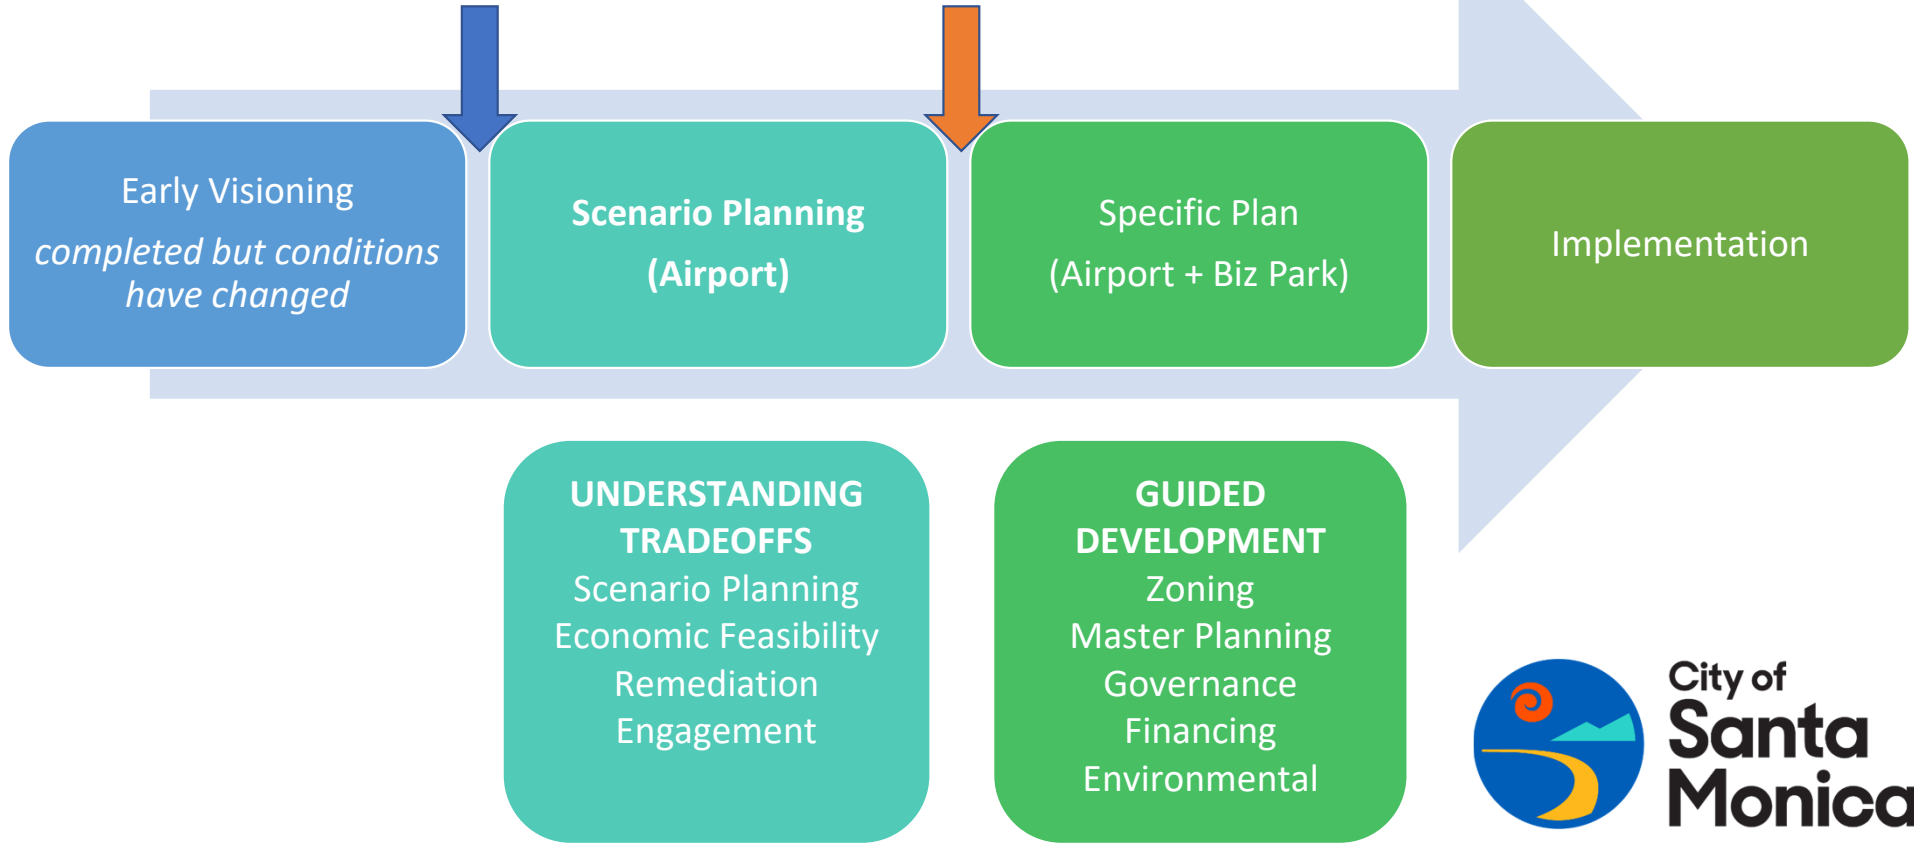 Early Visioning
completed but conditions
have changed
Scenario Planning
(Airport)
Specific Plan
(Airport + Biz Park)
Implementation
UNDERSTANDING
TRADEOFFS
Scenario Planning
Economic Feasibility
Remediation
Engagement
GUIDED
DEVELOPMENT
Zoning
Master Planning
Governance
Financing
Environmental
City of
Santa
Monica